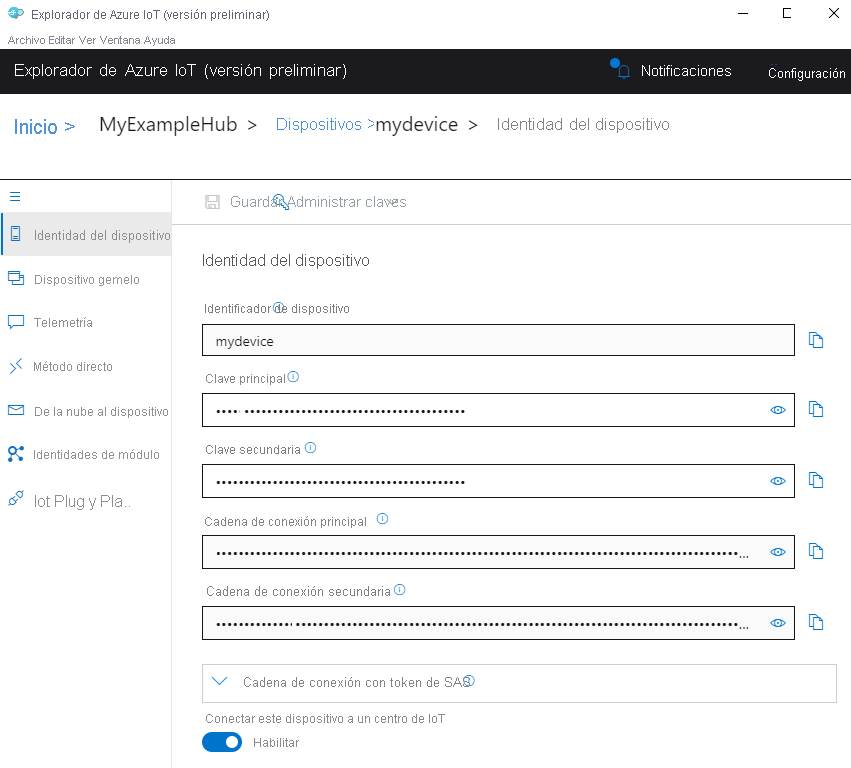 Explorador de Azure IoT (versión preliminar)
Archivo Editar Ver Ventana Ayuda
Explorador de Azure IoT (versión preliminar)
Notificaciones
Configuración
Inicio > MyExampleHub > Dispositivos > mydevice > Identidad del dispositivo
Guardar Administrar claves
Identidad del dispositivo
Dispositivo gemelo
Telemetría
Método directo
De la nube al dispositivo
Identidades de módulo
Iot Plug y Pla..
Identidad del dispositivo
Identificador de dispositivo
mydevice
Clave principal
Clave secundaria
Cadena de conexión principal
...
Cadena de conexión secundaria
...
Cadena de conexión con token de SAS
Conectar este dispositivo a un centro de IoT
Habilitar